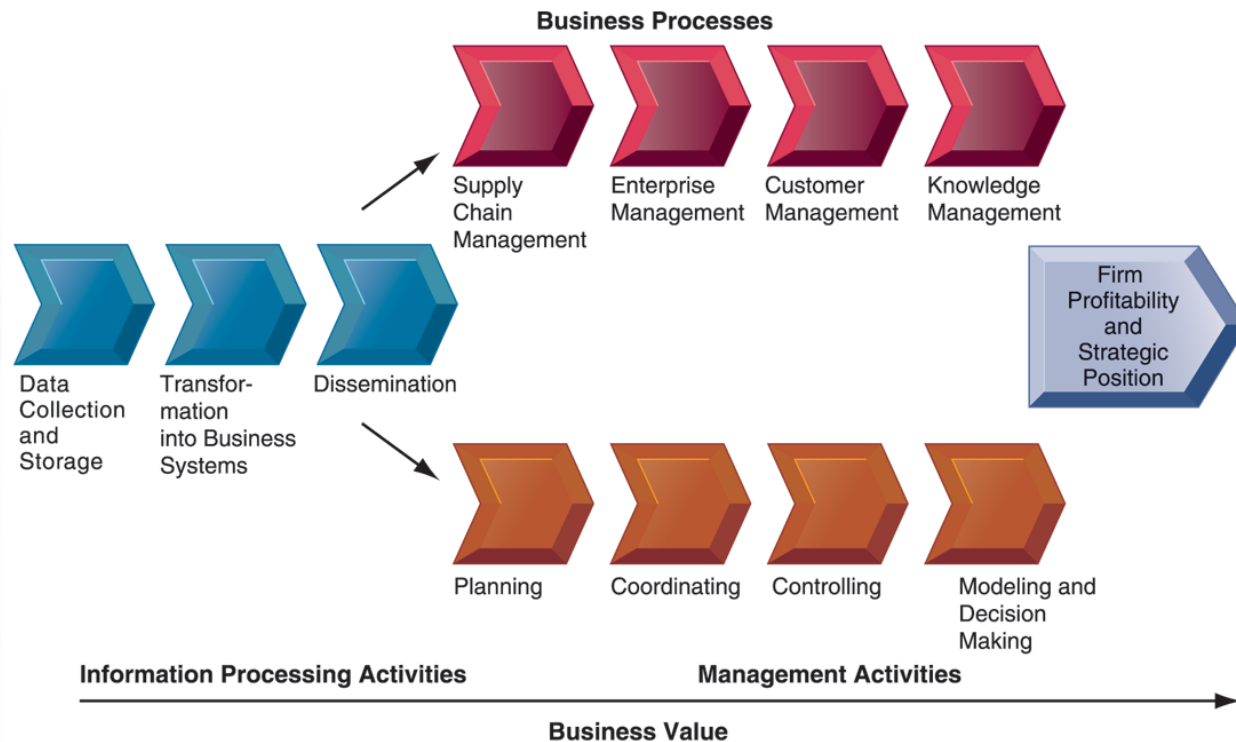 Business Processes
Supply
Chain
Management
Enterprise
Management
Customer
Management
Knowledge
Management
Data
Collection
and
Storage
Transfor-
mation
into Business
Systems
Dissemination
Firm
Profitability
and
Strategic
Position
Planning
Coordinating
Controlling
Modeling and
Decision
Making
Information Processing Activities
Management Activities
Business Value